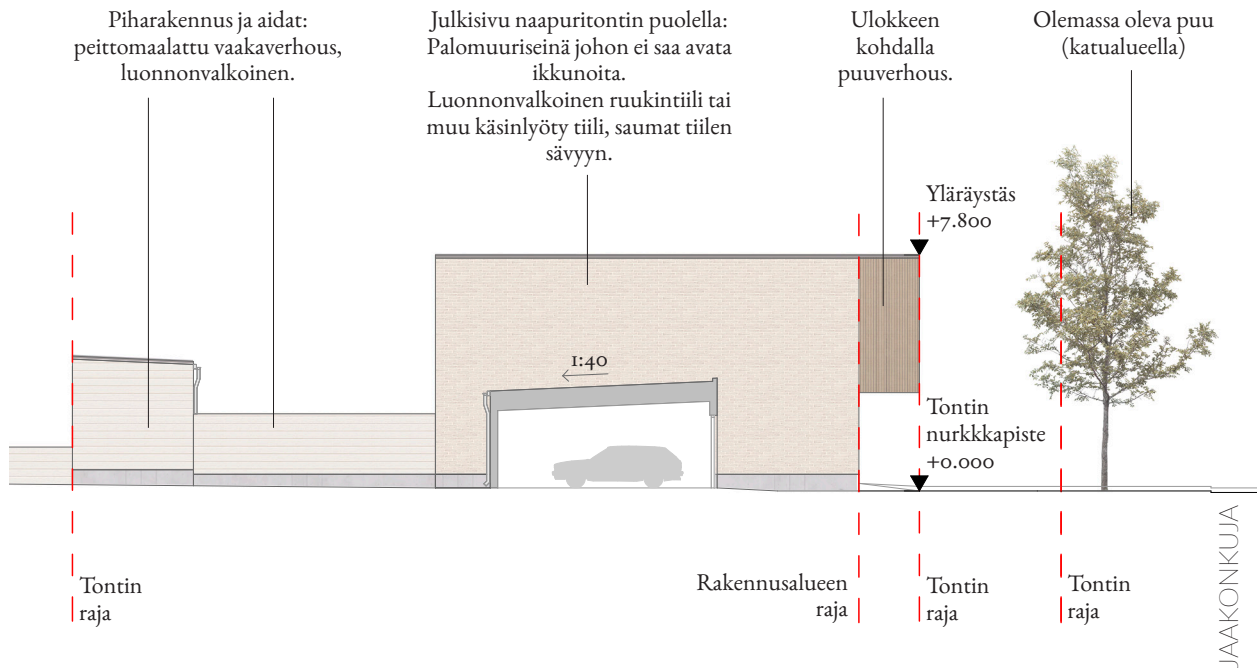 Piharakennus ja aidat:
peittomaalattu vaakaverhous,
luonnonvalkoinen.
Julkisivu naapuritontin puolella:
Palomuuriseinä johon ei saa avata
ikkunoita.
Luonnonvalkoinen ruukintiili tai
muu käsinlyöty tiili, saumat tiilen
sävyyn.
Ulokkeen
kohdalla
puuverhous.
Olemassa oleva puu
(katualueella)
Yläräystäs
+7.800
1:40
Tontin
nurkkkapiste
+0.000
Tontin
raja
Rakennusalueen
raja
Tontin
raja
Tontin
raja
JAAKONKUJA